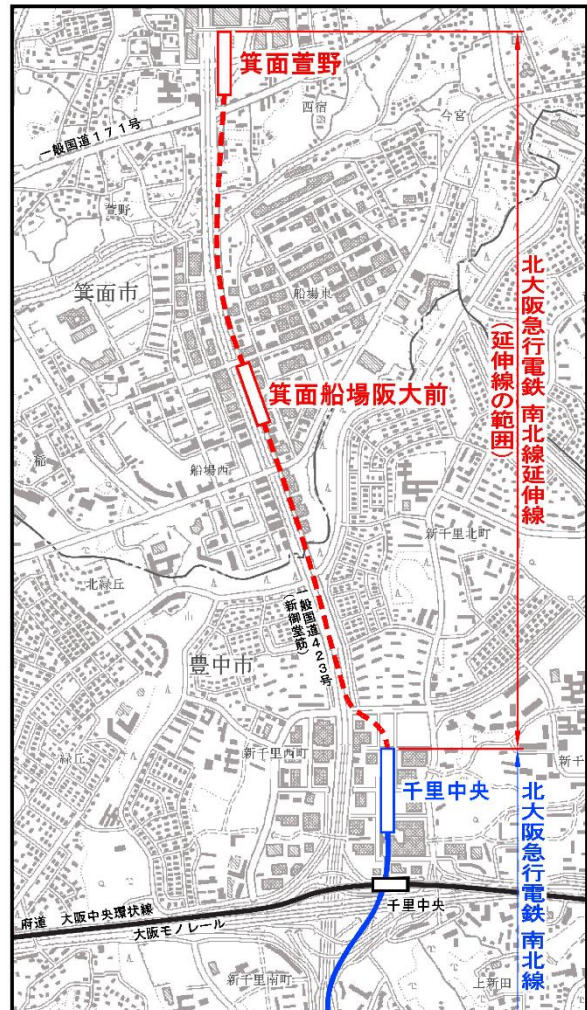 箕面萱野
西宿
今宮
一般国道171号
萱野
箕面市
船場東
北大阪急行電鉄 南北線延伸線
(延伸線の範囲)
箕面船場阪大前
稲
船場西
新千里北町
北緑丘
一般国道423号
(新御堂筋)
豊中市
緑丘
新千里西町
新千
千里中央
北大阪急行電鉄 南北線
千里中央
府道 大阪中央環状線
大阪モノレール
新千里南町
上新田